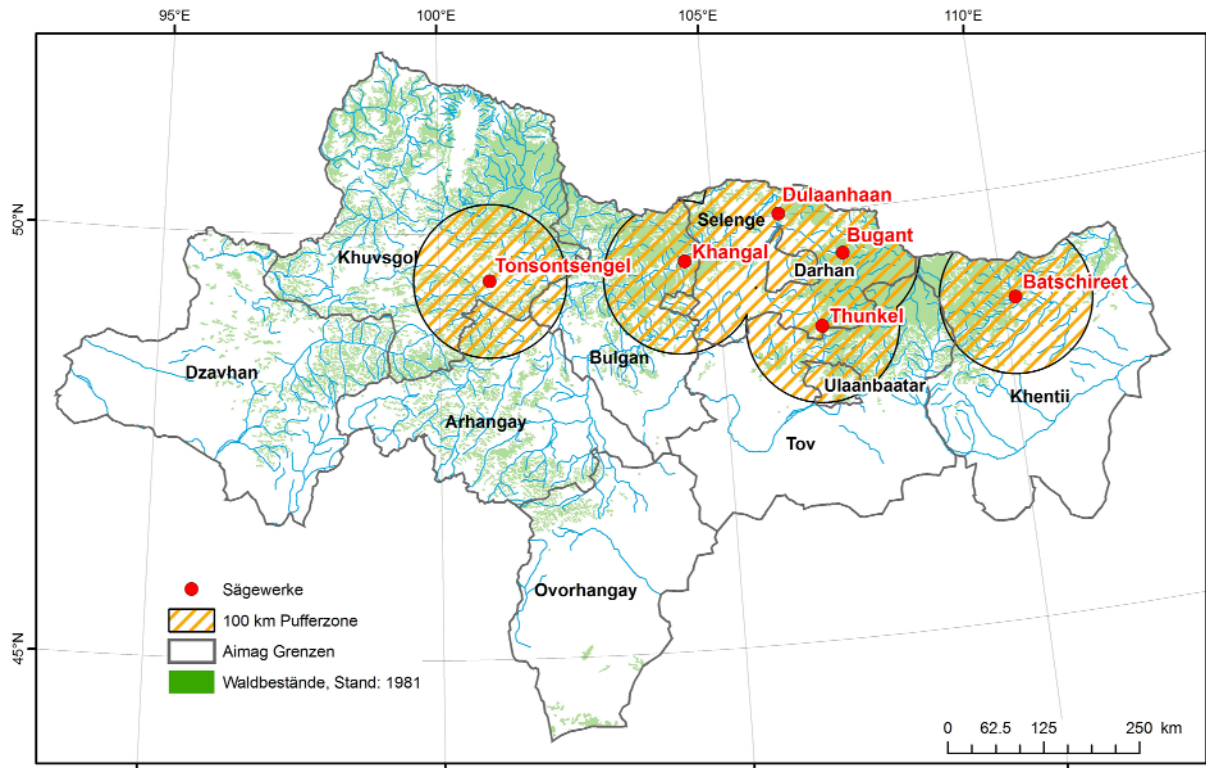 95°E
100°E
105°E
110°E
50°N
45°N
Dulaanhaan
Selenge
Bugant
Khuvsgol
Khangal
Tonsontsengel
Darhan
Batschireet
Thunkel
Bulgan
Dzavhan
Ulaanbaatar
Khentii
Arhangay
Tov
Ovorhangay
Sägewerke
100 km Pufferzone
Aimag Grenzen
Waldbestände, Stand: 1981
0 62.5 125 250 km